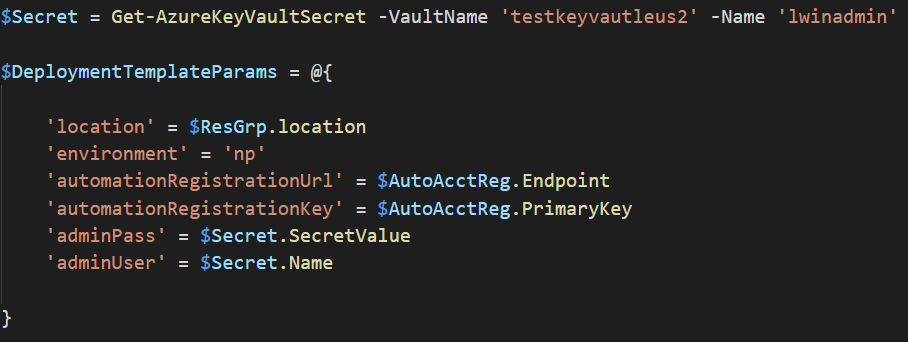 $Secret = Get-AzureKeyVaultSecret -VaultName 'testkeyvautleus2' -Name 'lwinadmin'
$DeploymentTemplateParams = @{
'location' = $ResGrp.location
'environment' = 'np'
'automationRegistrationUrl' = $AutoAcctReg.Endpoint
'automationRegistrationKey' = $AutoAcctReg.PrimaryKey
'adminPass' = $Secret.SecretValue
'adminUser' = $Secret.Name
}